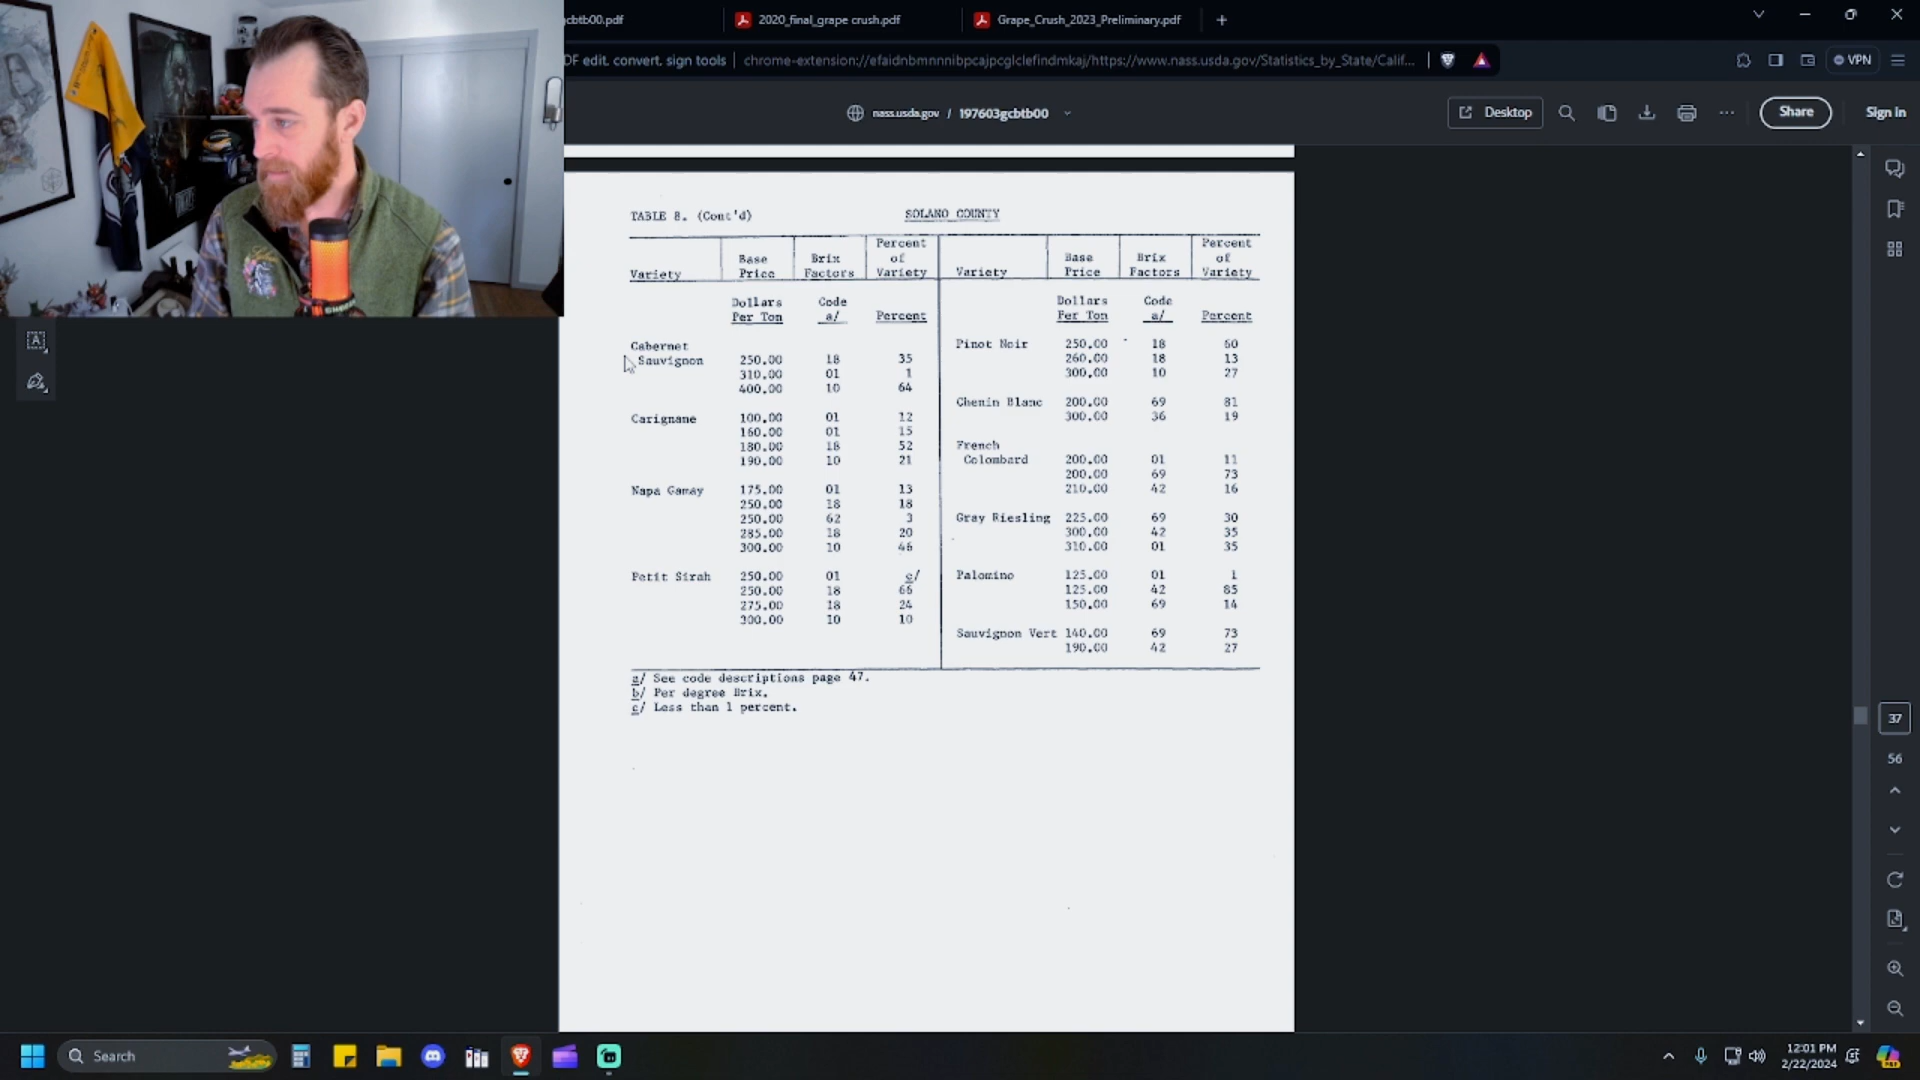 gcbtb00.pdf
2020_final_grape crush.pdf
Grape_Crush_2023_Preliminary.pdf
DF edit, convert, sign tools
chrome-extension://efaidnbmnnnibpcajpcglclefindmkaj/https://www.nass.usda.gov/Statistics_by_State/Calif...
VPN
nass.usda.gov / 197603gcbtb00
Desktop
Share
Sign in
TABLE 8. (Cont'd) SOLANO COUNTY
Variety Base Price Brix Factors Percent of Variety Variety Base Price Brix Factors Percent of Variety
Dollars Per Ton Code a/ Percent Dollars Per Ton Code a/ Percent
Cabernet
Sauvignon 250.00 18 35
310.00 01 1
400.00 10 64
Carignane 100.00 01 12
160.00 01 15
180.00 18 52
190.00 10 21
Napa Gamay 175.00 01 13
250.00 18 18
250.00 62 3
285.00 18 20
300.00 10 46
Petit Sirah 250.00 01 c/
250.00 18 66
275.00 18 24
300.00 10 10
Pinot Noir 250.00 18 60
260.00 18 13
300.00 10 27
Chenin Blanc 200.00 69 81
300.00 36 19
French
Colombard 200.00 01 11
200.00 69 73
210.00 42 16
Gray Riesling 225.00 69 30
300.00 42 35
310.00 01 35
Palomino 125.00 01 1
125.00 42 85
150.00 69 14
Sauvignon Vert 140.00 69 73
190.00 42 27
a/ See code descriptions page 47.
b/ Per degree Brix.
c/ Less than 1 percent.
37
56
Search
12:01 PM
2/22/2024